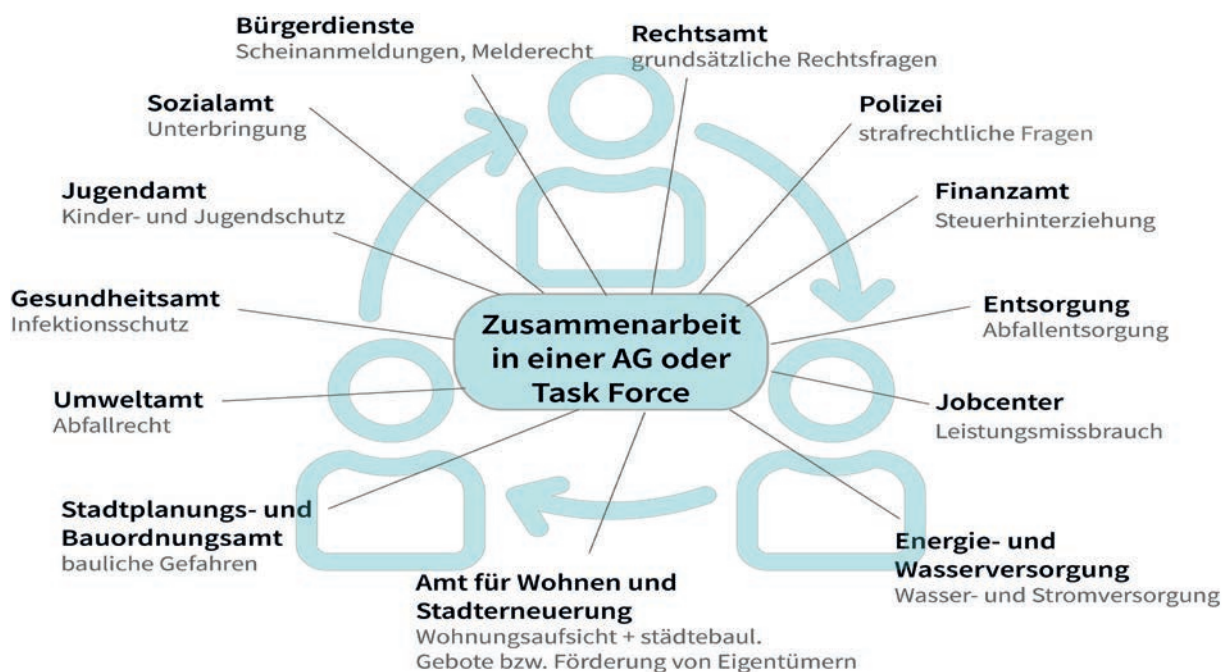 Bürgerdienste
Scheinanmeldungen, Melderecht
Rechtsamt
grundsätzliche Rechtsfragen
Sozialamt
Unterbringung
Polizei
strafrechtliche Fragen
Jugendamt
Kinder- und Jugendschutz
Finanzamt
Steuerhinterziehung
Gesundheitsamt
Infektionsschutz
Zusammenarbeit
in einer AG oder
Task Force
Entsorgung
Abfallentsorgung
Umweltamt
Abfallrecht
Jobcenter
Leistungsmissbrauch
Stadtplanungs- und
Bauordnungsamt
bauliche Gefahren
Amt für Wohnen und
Stadterneuerung
Wohnungsaufsicht + städtebaul.
Gebote bzw. Förderung von Eigentümern
Energie- und
Wasserversorgung
Wasser- und Stromversorgung